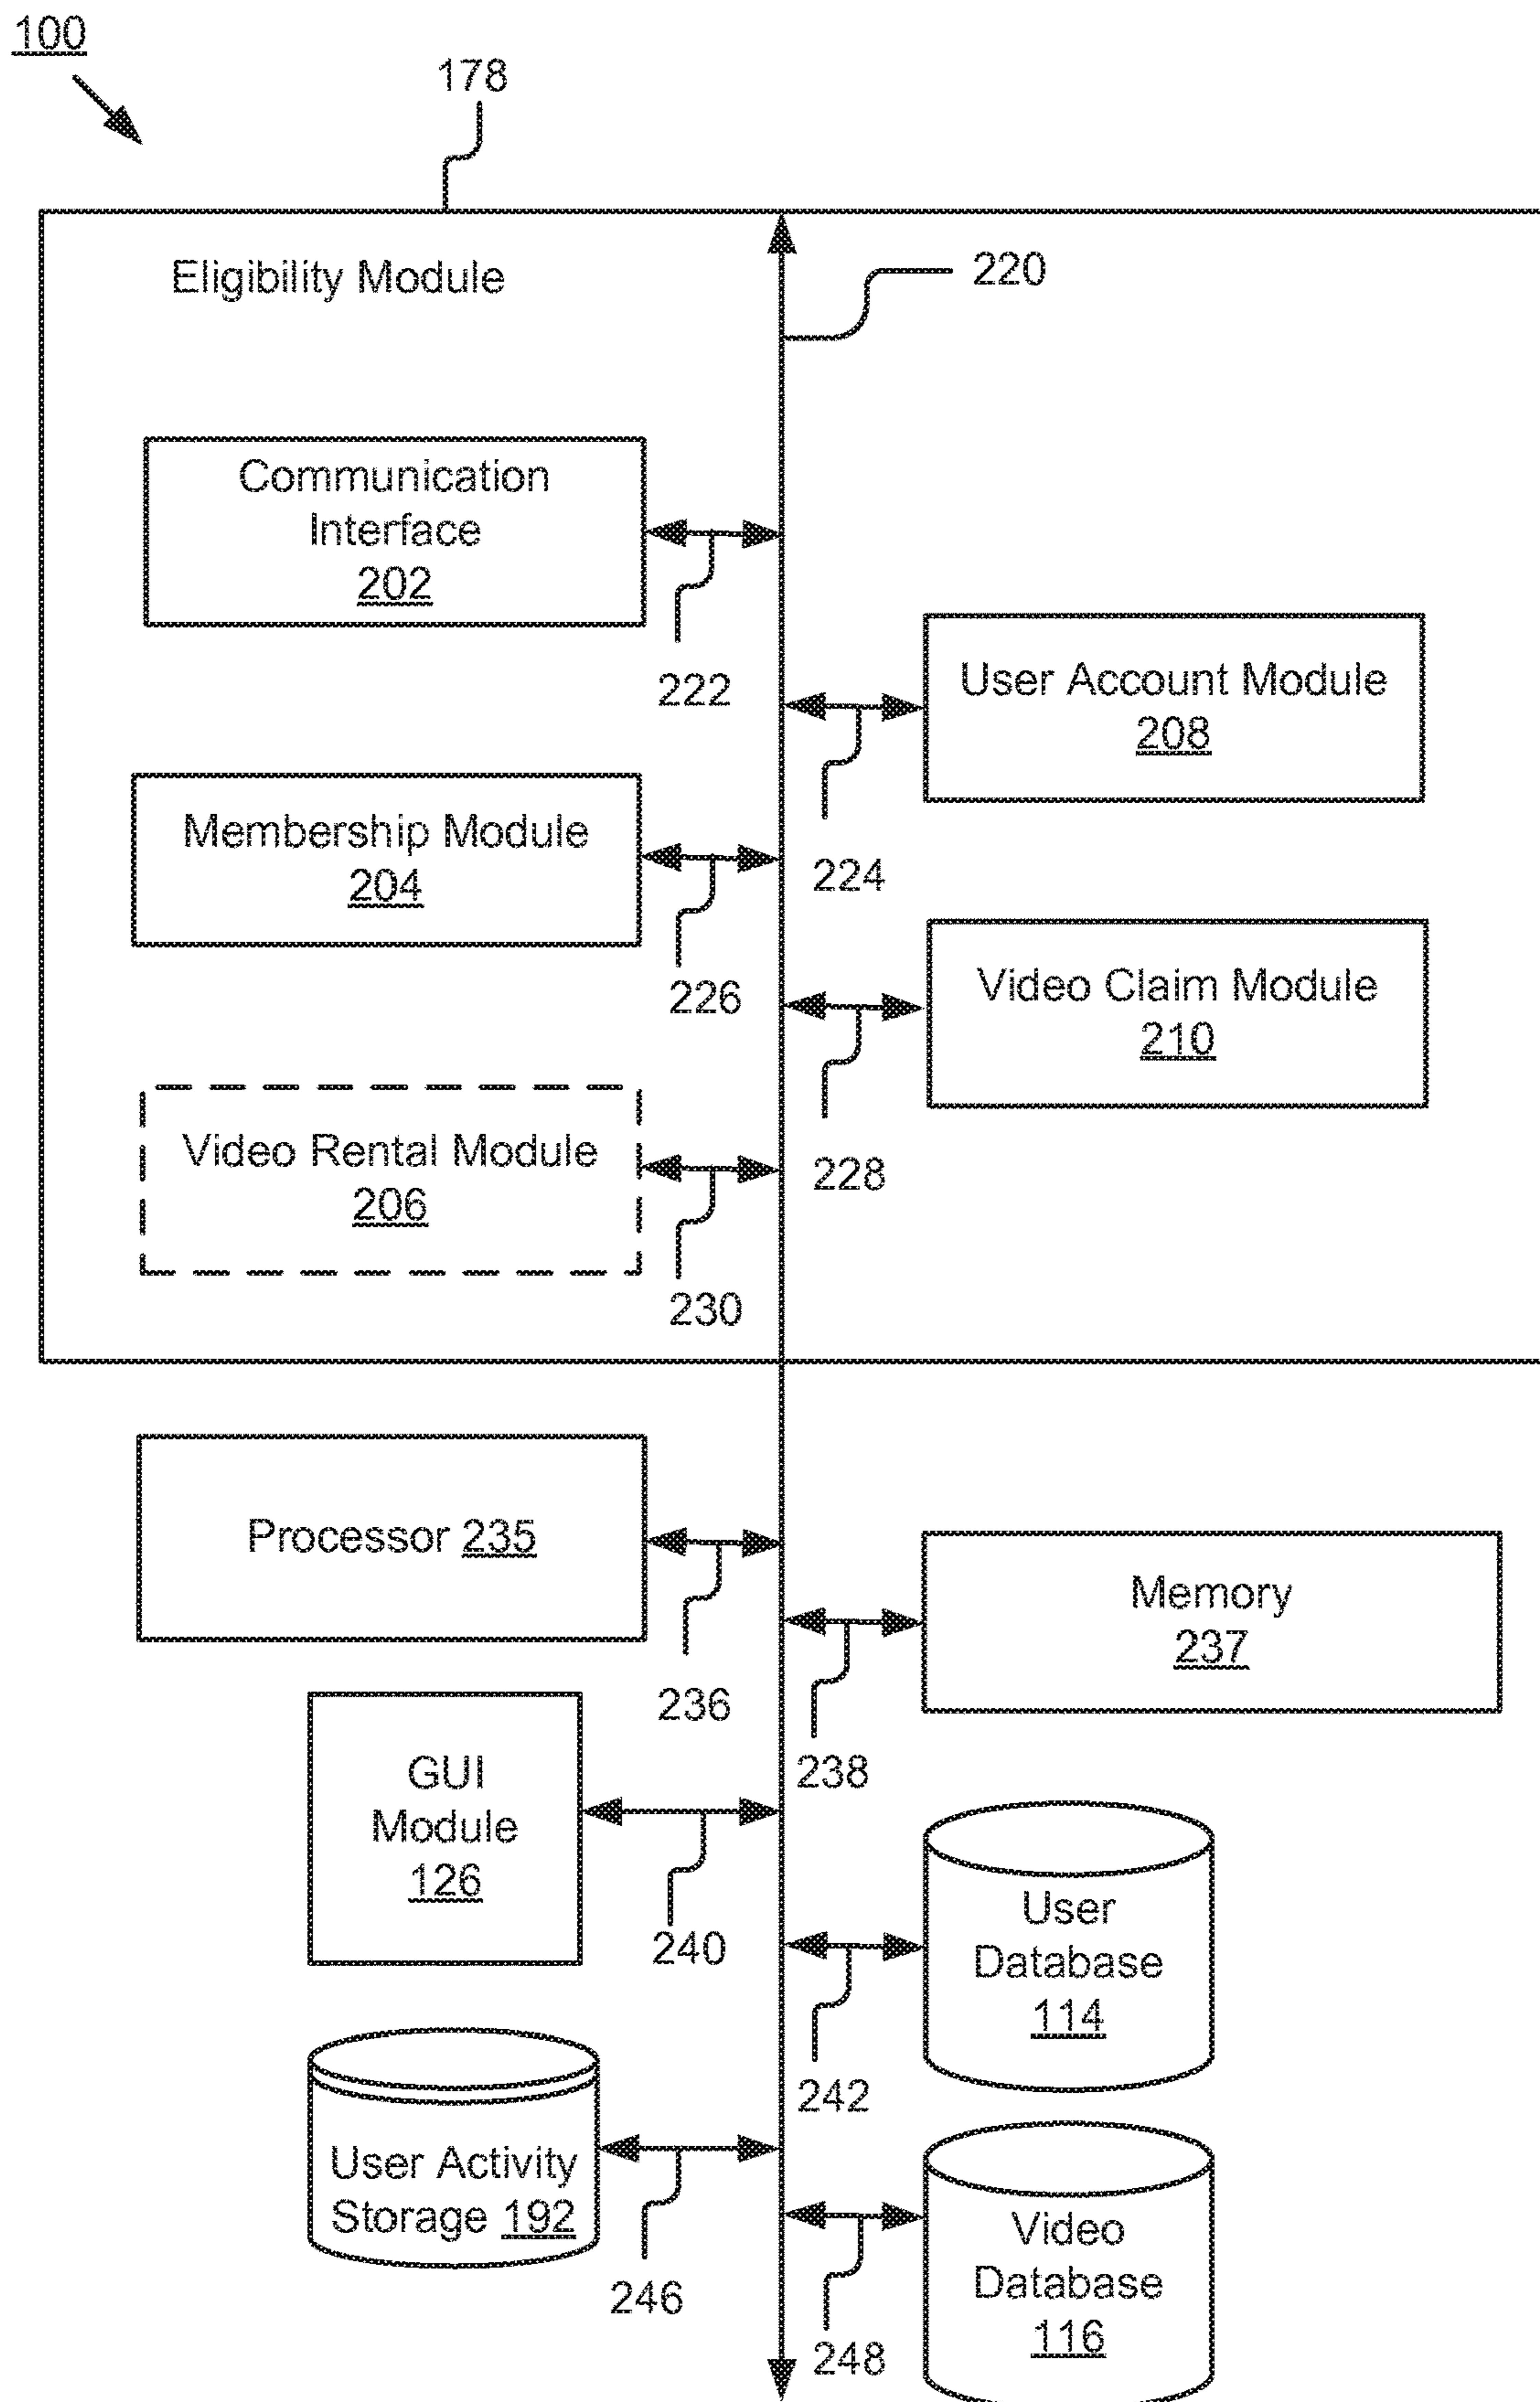 100
178
Eligibility Module
220
Communication
Interface
202
222
User Account Module
208
224
Membership Module
204
226
Video Claim Module
210
228
Video Rental Module
206
230
Processor 235
236
Memory
237
238
GUI
Module
126
240
User
Database
114
242
User Activity
Storage 192
246
Video
Database
116
248